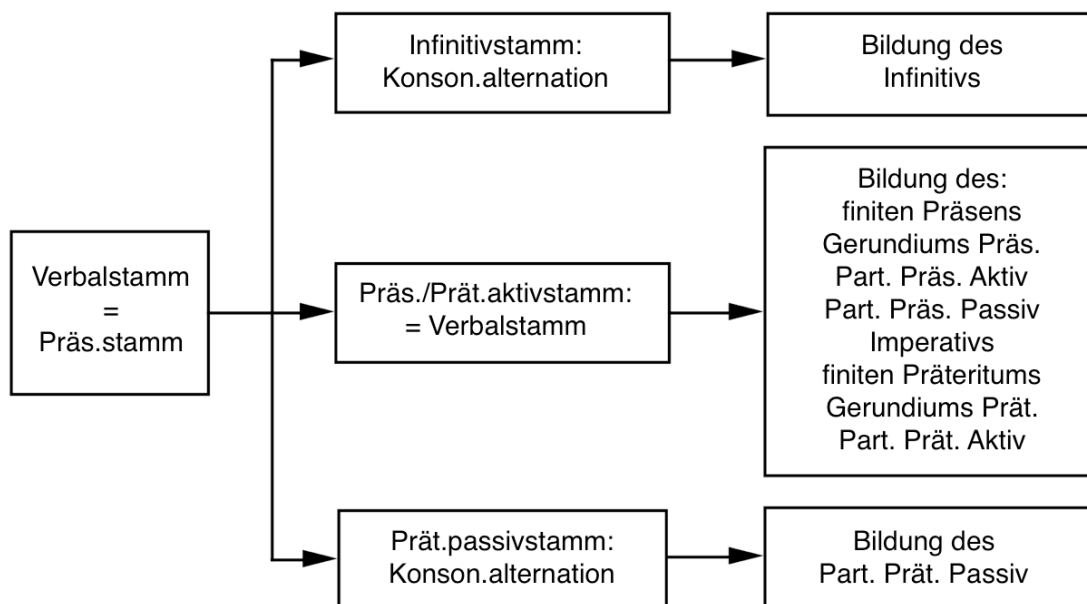 Verbalstamm
=
Präs.stamm
Infinitivstamm:
Konson.alternation
Bildung des
Infinitivs
Präs./Prät.aktivstamm:
= Verbalstamm
Bildung des:
finiten Präsens
Gerundiums Präs.
Part. Präs. Aktiv
Part. Präs. Passiv
Imperativs
finiten Präteritums
Gerundiums Prät.
Part. Prät. Aktiv
Prät.passivstamm:
Konson.alternation
Bildung des
Part. Prät. Passiv